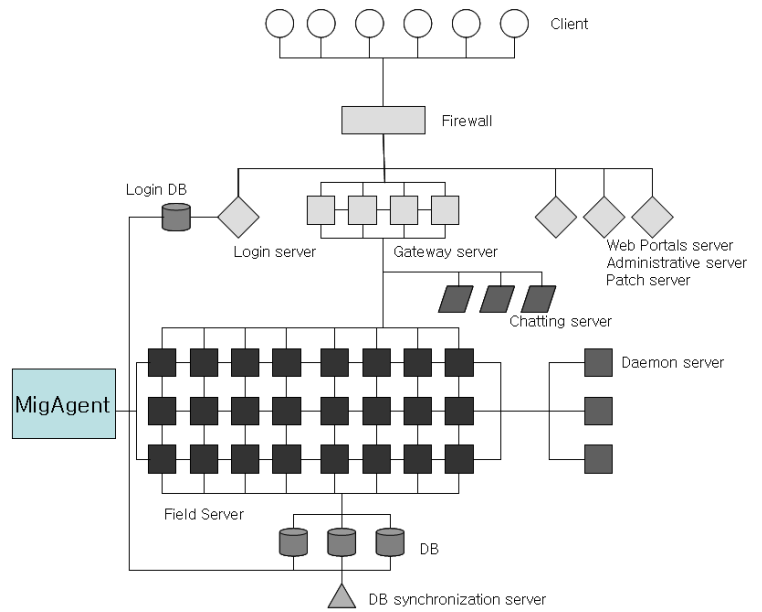 Client
Firewall
Login DB
Login server
Gateway server
Web Portals server
Administrative server
Patch server
Chatting server
MigAgent
Daemon server
Field Server
DB
DB synchronization server